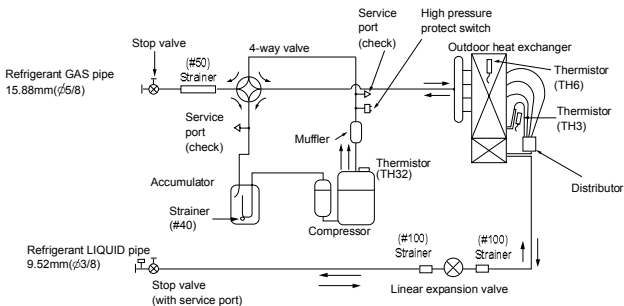 Service
port
(check)
High pressure
protect switch
Stop valve
4-way valve
Outdoor heat exchanger
(#50)
Strainer
Thermistor
(TH6)
Refrigerant GAS pipe
15.88mm(∅5/8)
Thermistor
(TH3)
Service
port
(check)
Muffler
Thermistor
(TH32)
Accumulator
Distributor
Strainer
(#40)
Compressor
Refrigerant LIQUID pipe
9.52mm(∅3/8)
(#100)
Strainer
(#100)
Strainer
Stop valve
(with service port)
Linear expansion valve